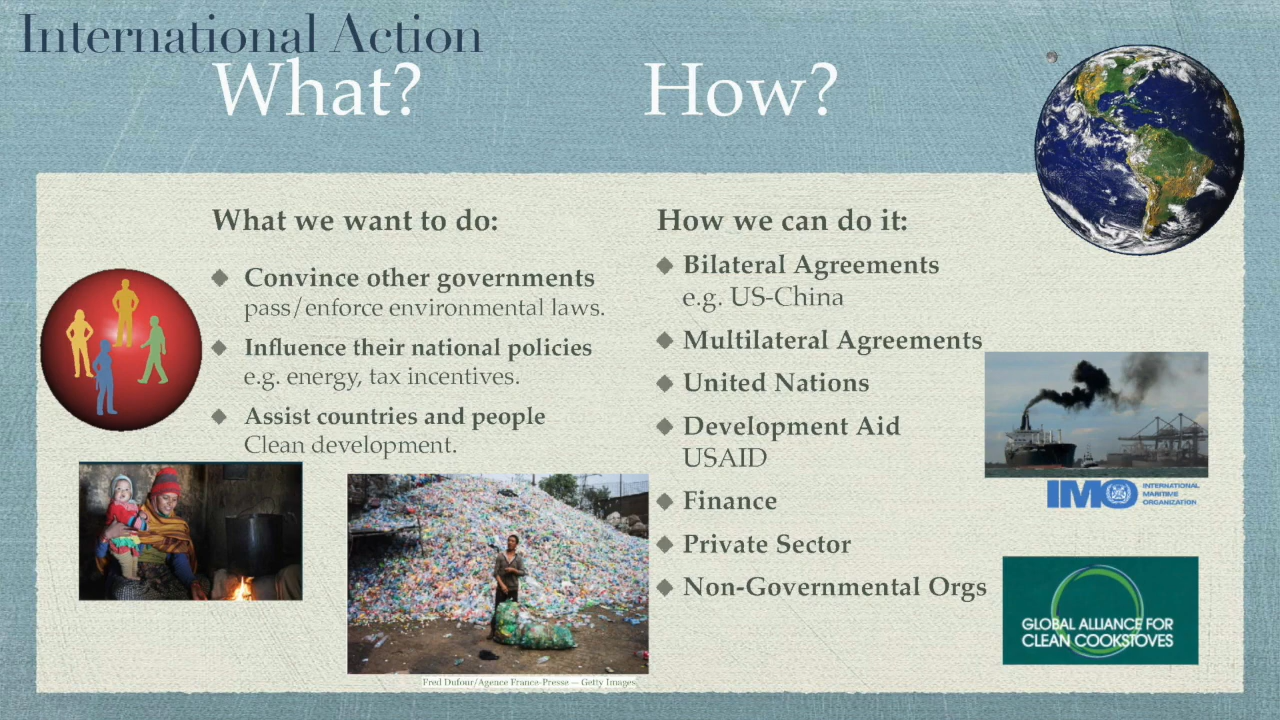 International Action
What?
How?
What we want to do:
Convince other governments
pass/enforce environmental laws.
Influence their national policies
e.g. energy, tax incentives.
Assist countries and people
Clean development.
Fred Dufour/Agence France-Presse — Getty Images
How we can do it:
Bilateral Agreements
e.g. US-China
Multilateral Agreements
United Nations
Development Aid
USAID
Finance
Private Sector
Non-Governmental Orgs
IMO
INTERNATIONAL
MARITIME
ORGANIZATION
GLOBAL ALLIANCE FOR
CLEAN COOKSTOVES